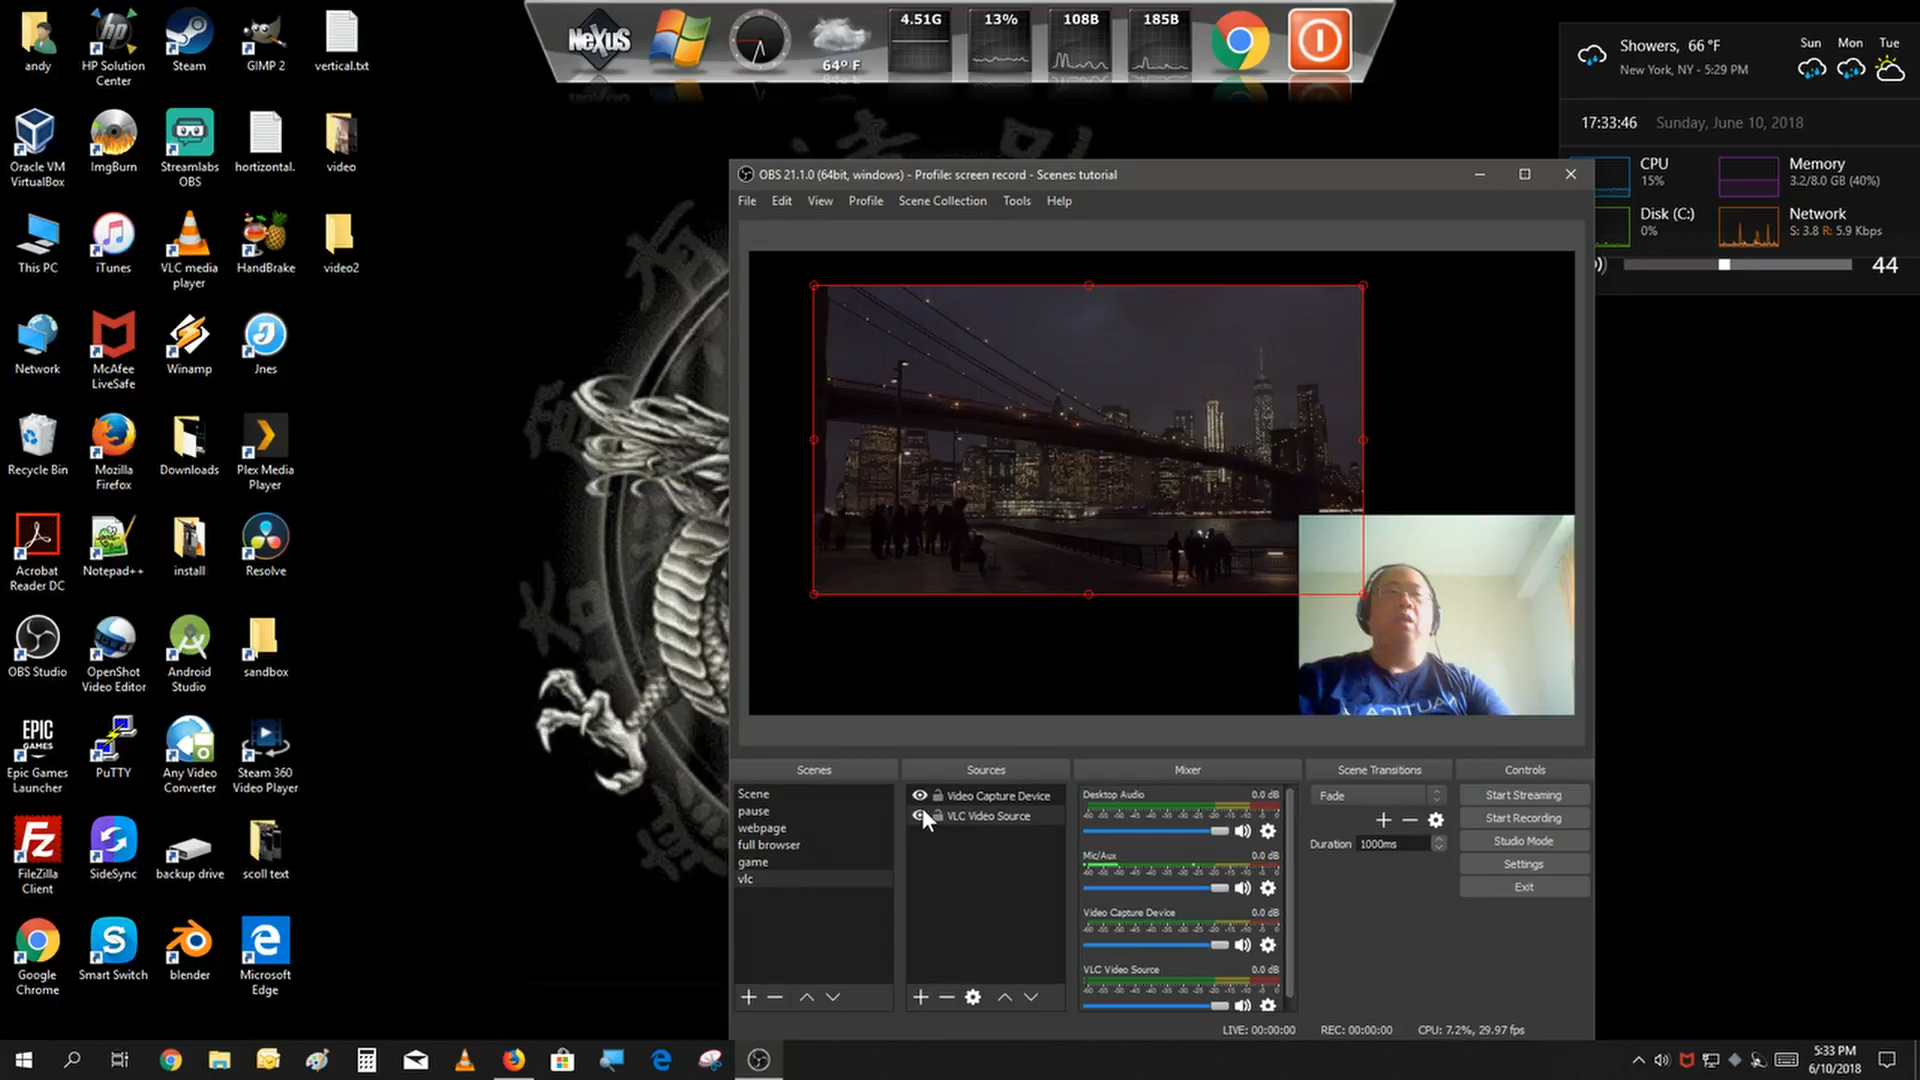 andy
HP Solution
Center
Steam
GIMP 2
vertical.txt
Oracle VM
VirtualBox
ImgBurn
Streamlabs
OBS
hortizontal.
video
This PC
iTunes
VLC media
player
HandBrake
video2
Network
McAfee
LiveSafe
Winamp
Jnes
Recycle Bin
Mozilla
Firefox
Downloads
Plex Media
Player
Acrobat
Reader DC
Notepad++
install
Resolve
OBS Studio
OpenShot
Video Editor
Android
Studio
sandbox
EPIC
GAMES
Epic Games
Launcher
PuTTY
Any Video
Converter
Steam 360
Video Player
FileZilla
Client
SideSync
backup drive
scoll text
Google
Chrome
Smart Switch
blender
Microsoft
Edge
NeXuS
64° F
4.51G
13%
108B
185B
Showers, 66 °F
New York, NY - 5:29 PM
Sun
Mon
Tue
17:33:46
Sunday, June 10, 2018
CPU
15%
Memory
3.2/8.0 GB (40%)
Disk (C:)
0%
Network
S: 3.8 R: 5.9 Kbps
44
OBS 21.1.0 (64bit, windows) - Profile: screen record - Scenes: tutorial
File
Edit
View
Profile
Scene Collection
Tools
Help
Scenes
Sources
Mixer
Scene Transitions
Controls
Scene
pause
webpage
full browser
game
vlc
Video Capture Device
VLC Video Source
Desktop Audio
0.0 dB
Mic/Aux
0.0 dB
Video Capture Device
0.0 dB
VLC Video Source
0.0 dB
Fade
Duration
1000ms
Start Streaming
Start Recording
Studio Mode
Settings
Exit
LIVE: 00:00:00
REC: 00:00:00
CPU: 7.2%, 29.97 fps
5:33 PM
6/10/2018